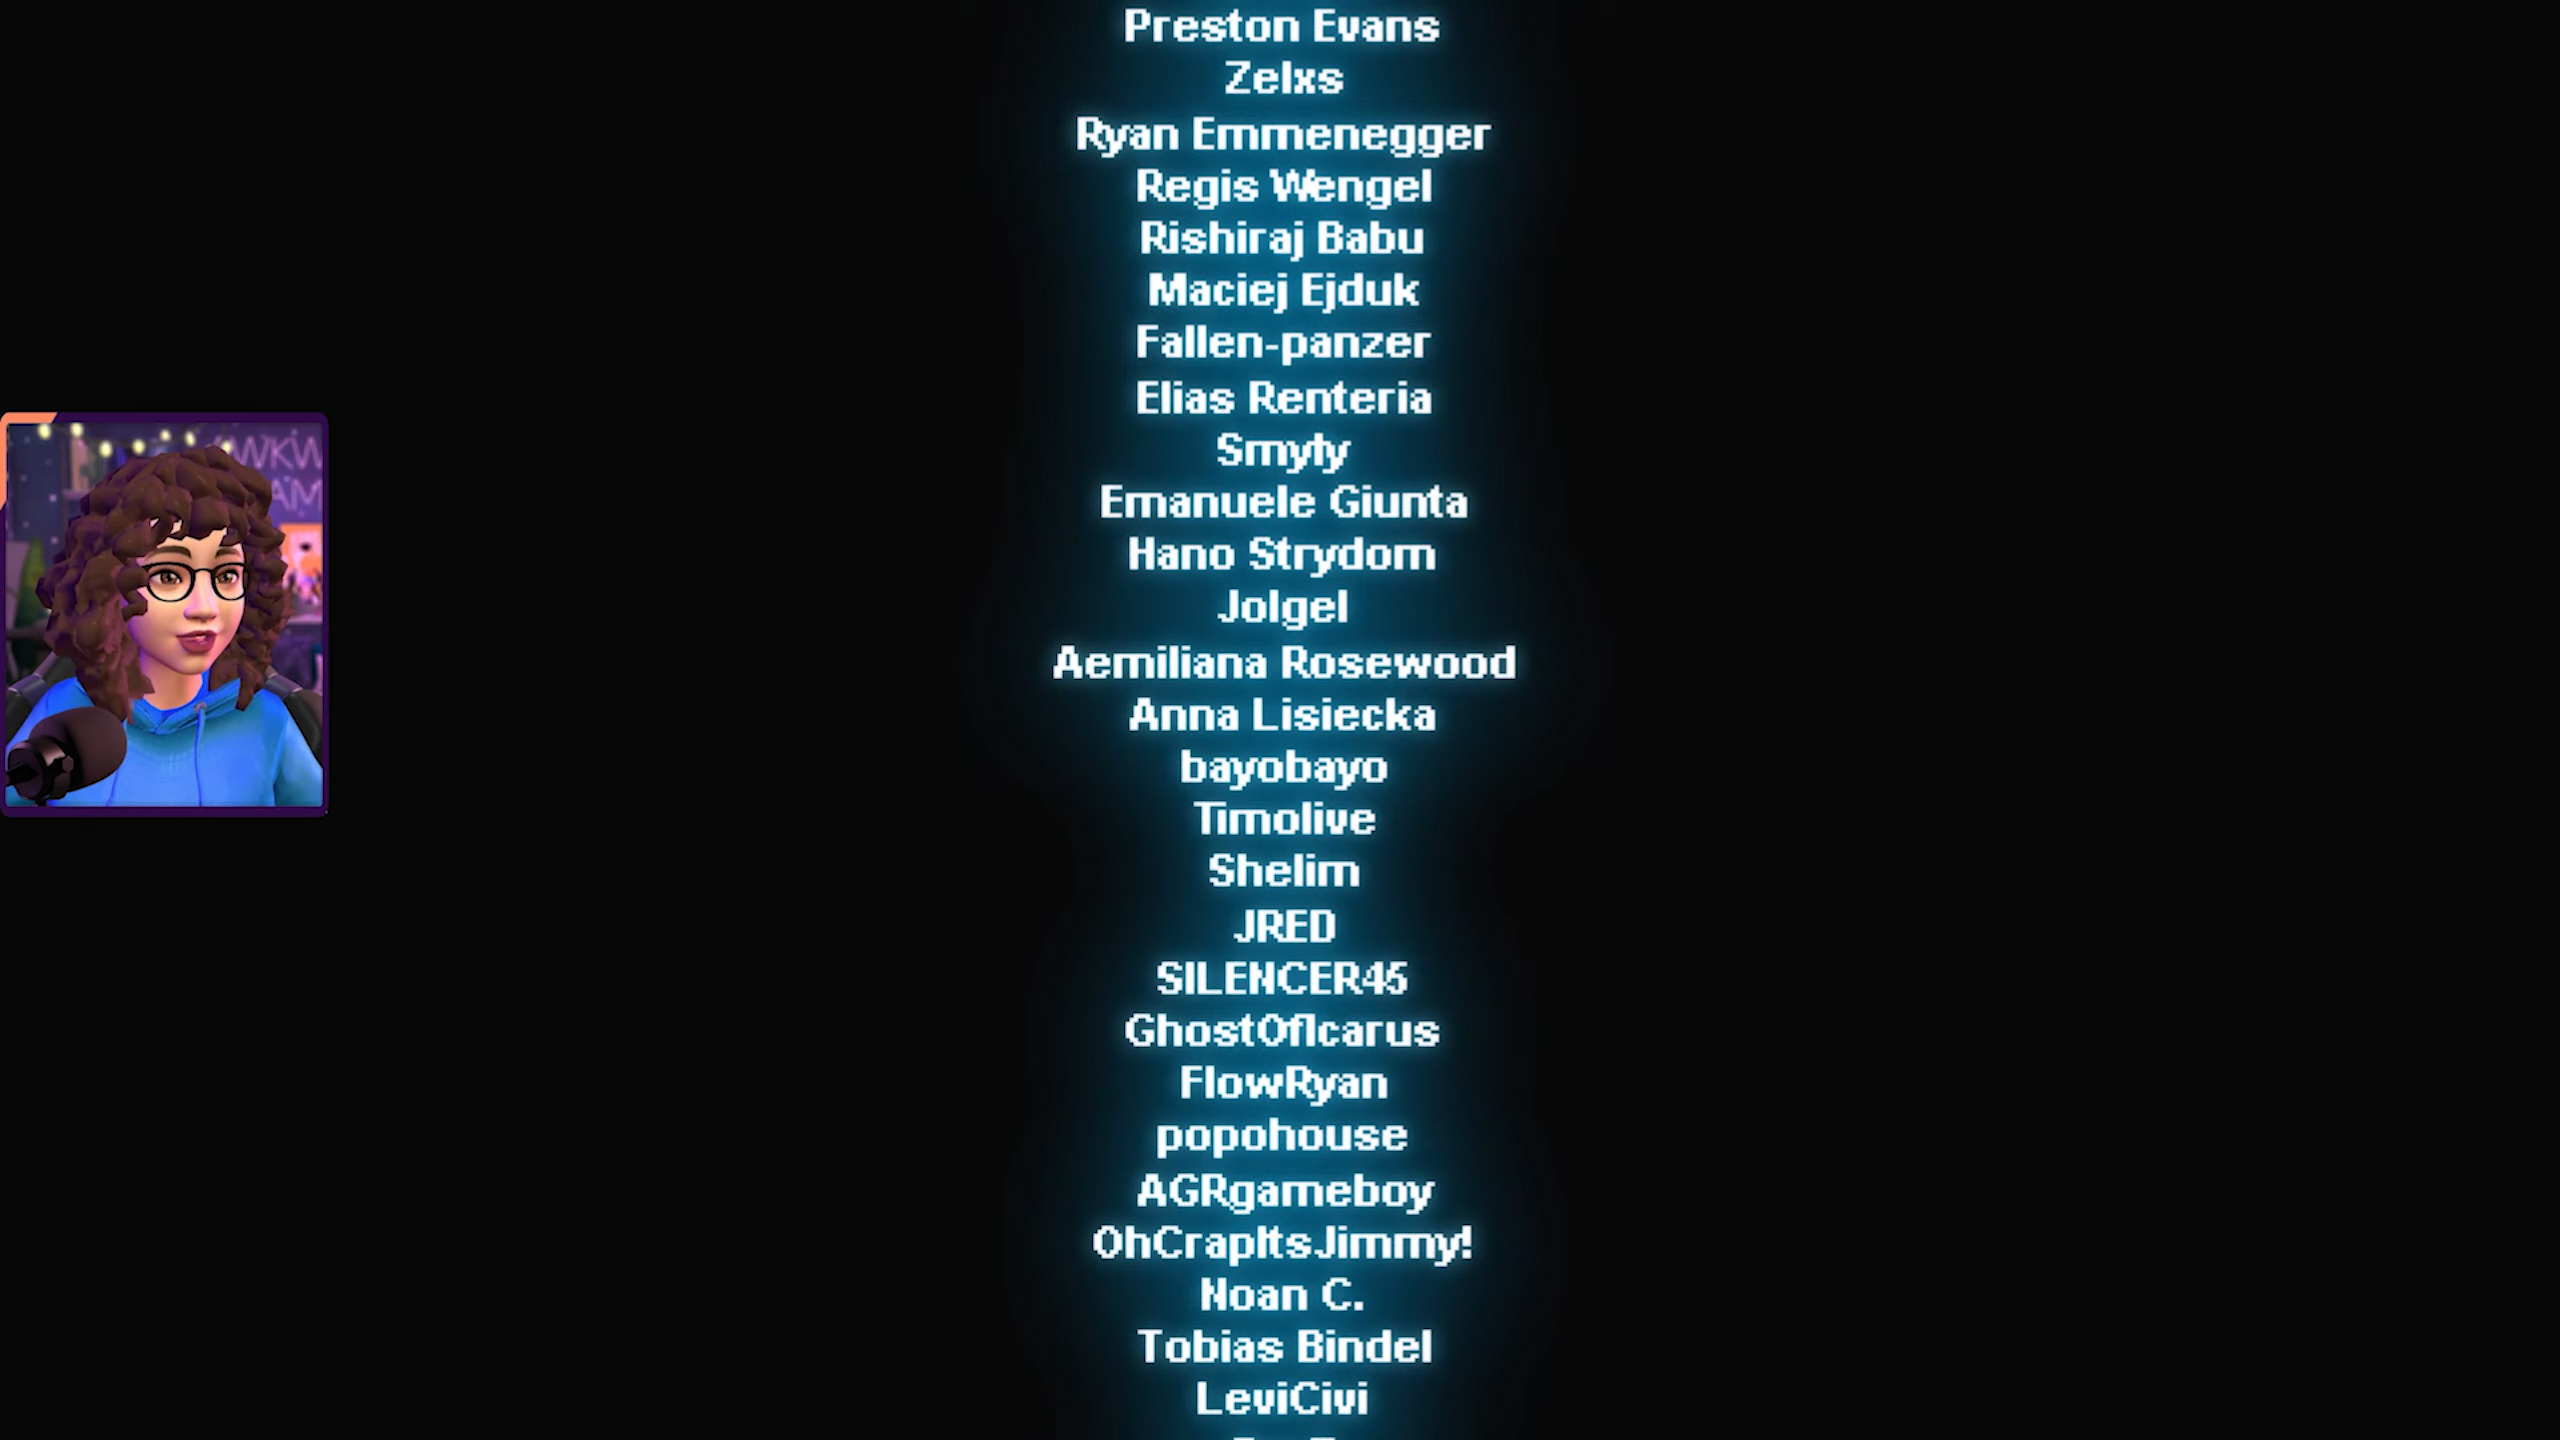 Preston Evans
Zelxs
Ryan Emmenegger
Regis Wengel
Rishiraj Babu
Maciej Ejduk
Fallen-panzer
Elias Renteria
Smyły
Emanuele Giunta
Hano Strydom
Jolgel
Aemiliana Rosewood
Anna Lisiecka
bayobayo
Timolive
Shelim
JRED
SILENCER45
GhostOfIcarus
FlowRyan
popohouse
AGRgameboy
OhCrapItsJimmy!
Noan C.
Tobias Bindel
LeviCivi